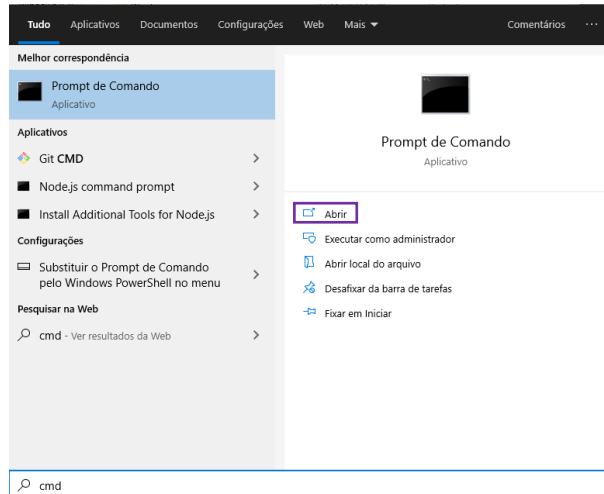 Tudo Aplicativos Documentos Configurações Web Mais Comentários ...
Melhor correspondência
Prompt de Comando
Aplicativo
Aplicativos
Git CMD
Node.js command prompt
Install Additional Tools for Node.js
Configurações
Substituir o Prompt de Comando
pelo Windows PowerShell no menu
Pesquisar na Web
cmd - Ver resultados da Web
Prompt de Comando
Aplicativo
Abrir
Executar como administrador
Abrir local do arquivo
Desafixar da barra de tarefas
Fixar em Iniciar
cmd